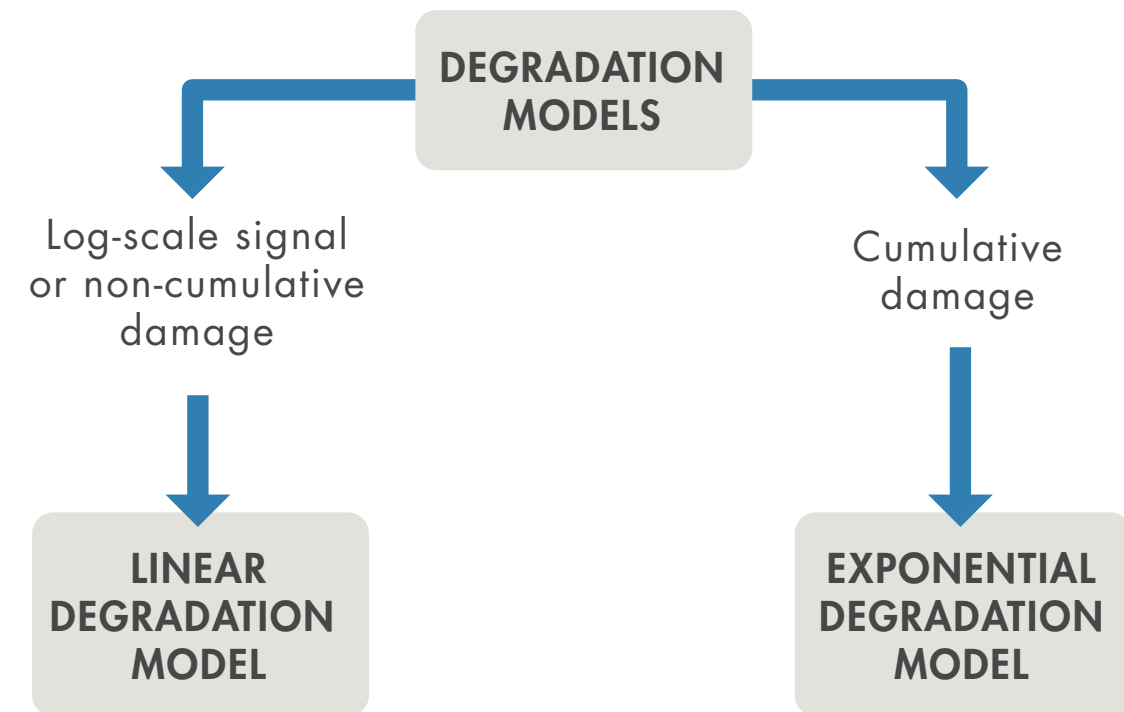 DEGRADATION
MODELS
Log-scale signal
or non-cumulative
damage
Cumulative
damage
LINEAR
DEGRADATION
MODEL
EXPONENTIAL
DEGRADATION
MODEL